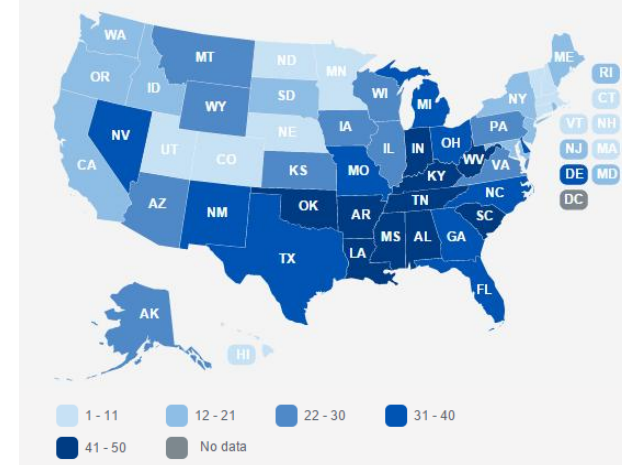 WA
MT
ND
MN
ME
RI
OR
ID
SD
WI
MI
NY
CT
WY
VT NH
NV
NE
IA
PA
NJ MA
UT
CO
IL
IN
OH
WV
VA
DE MD
CA
KS
MO
KY
DC
AZ
NM
OK
AR
TN
NC
SC
TX
LA
MS
AL
GA
FL
AK
HI
1 - 11
12 - 21
22 - 30
31 - 40
41 - 50
No data